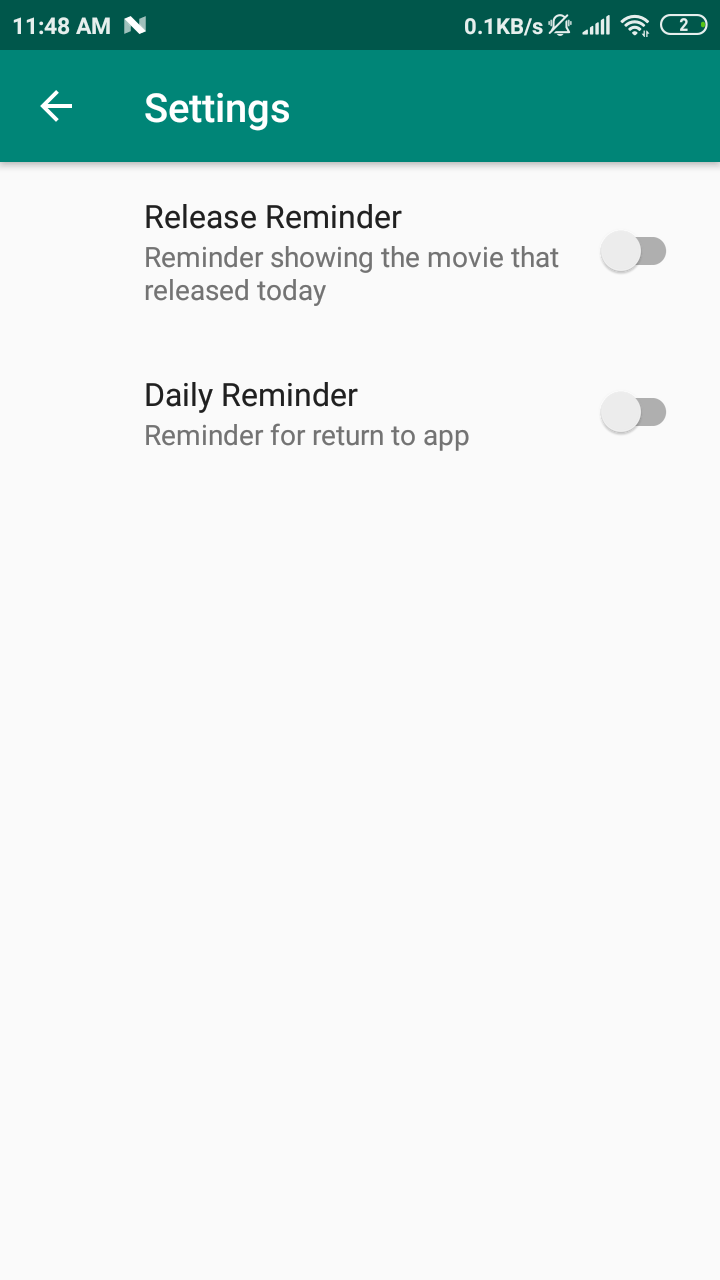 11:48 AM 0.1KB/s 2
Settings
Release Reminder
Reminder showing the movie that
released today
Daily Reminder
Reminder for return to app